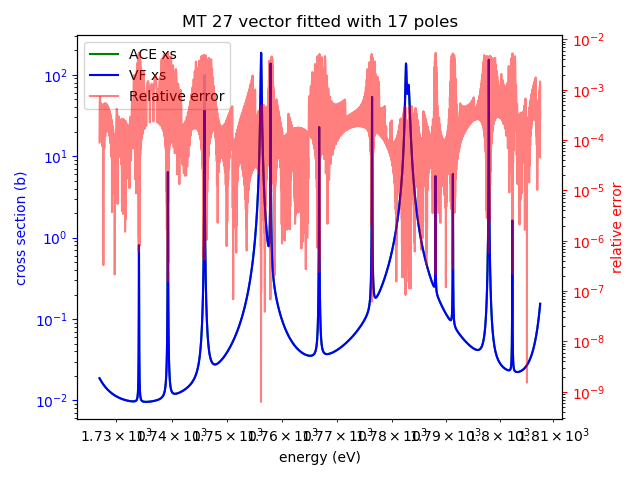 MT 27 vector fitted with 17 poles
ACE xs
VF xs
Relative error
cross section (b)
10²
10¹
10⁰
10⁻¹
10⁻²
relative error
10⁻²
10⁻³
10⁻⁴
10⁻⁵
10⁻⁶
10⁻⁷
10⁻⁸
10⁻⁹
1.73 × 10³ 1.74 × 10³ 1.75 × 10³ 1.76 × 10³ 1.77 × 10³ 1.78 × 10³ 1.79 × 10³ 1.8 × 10³ 1.81 × 10³
energy (eV)